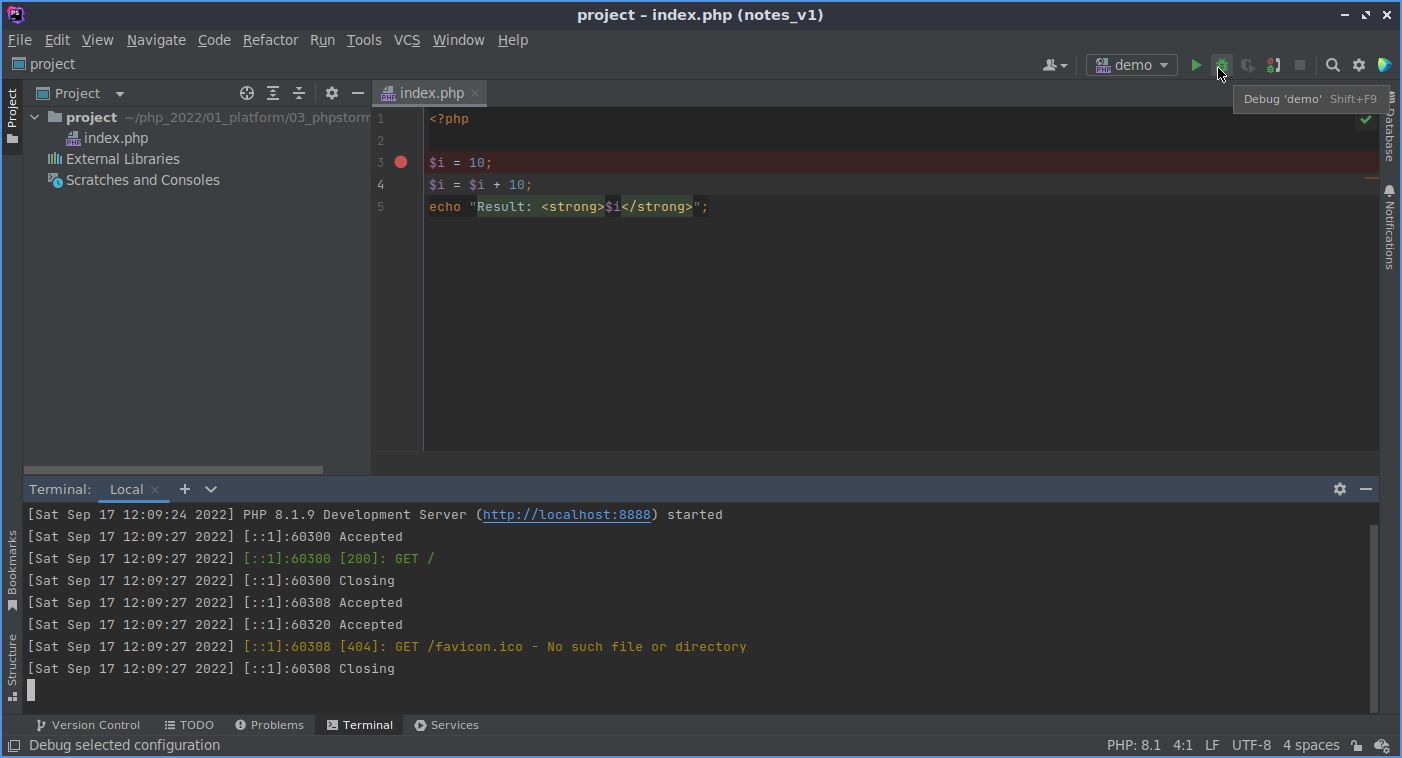 project – index.php (notes_v1)
File Edit View Navigate Code Refactor Run Tools VCS Window Help
project
demo
Project
Project
index.php
Debug 'demo' Shift+F9
Database
Notifications
project ~/php_2022/01_platform/03_phpstorm
index.php
External Libraries
Scratches and Consoles
1 <?php
2
3 $i = 10;
4 $i = $i + 10;
5 echo "Result: <strong>$i</strong>";
Terminal: Local
[Sat Sep 17 12:09:24 2022] PHP 8.1.9 Development Server (http://localhost:8888) started
[Sat Sep 17 12:09:27 2022] [::1]:60300 Accepted
[Sat Sep 17 12:09:27 2022] [::1]:60300 [200]: GET /
[Sat Sep 17 12:09:27 2022] [::1]:60300 Closing
[Sat Sep 17 12:09:27 2022] [::1]:60308 Accepted
[Sat Sep 17 12:09:27 2022] [::1]:60320 Accepted
[Sat Sep 17 12:09:27 2022] [::1]:60308 [404]: GET /favicon.ico - No such file or directory
[Sat Sep 17 12:09:27 2022] [::1]:60308 Closing
Bookmarks
Structure
Version Control TODO Problems Terminal Services
Debug selected configuration
PHP: 8.1 4:1 LF UTF-8 4 spaces